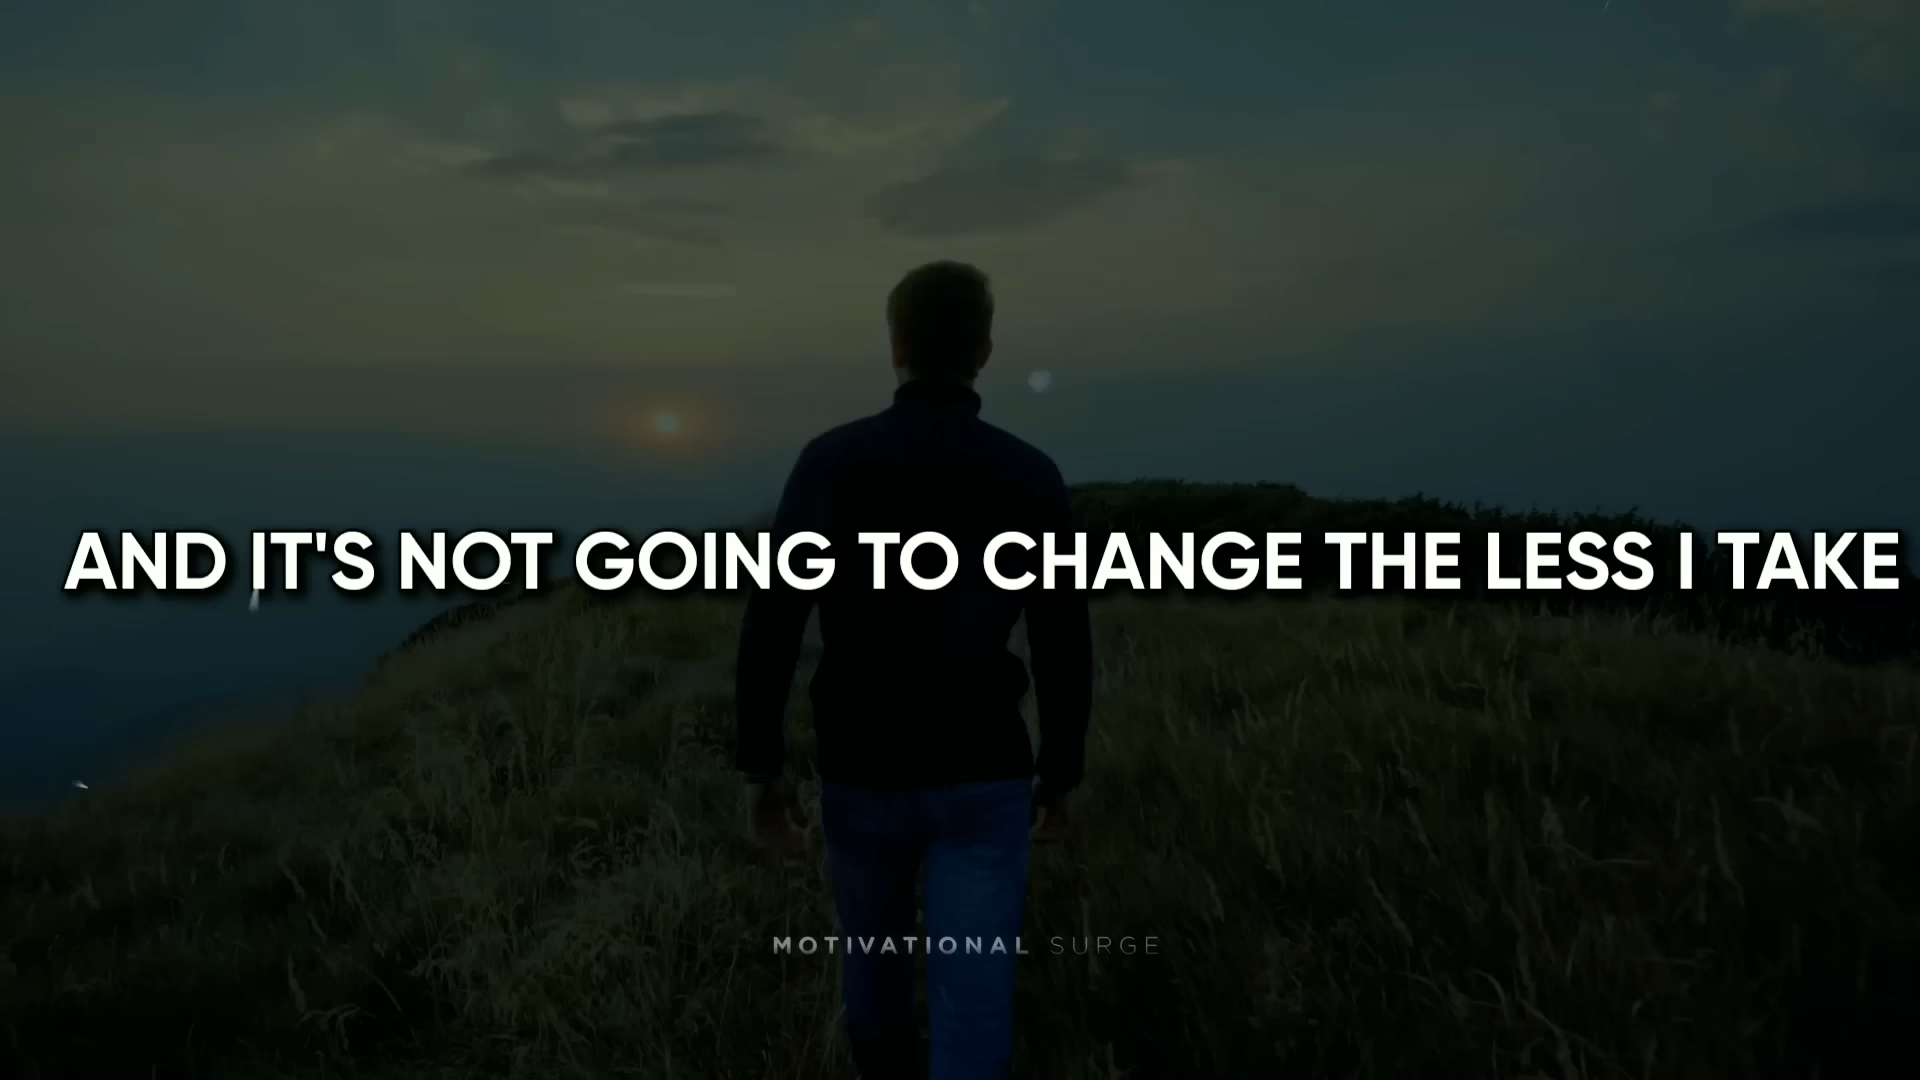 AND IT'S NOT GOING TO CHANGE THE LESS I TAKE
MOTIVATIONAL SURGE